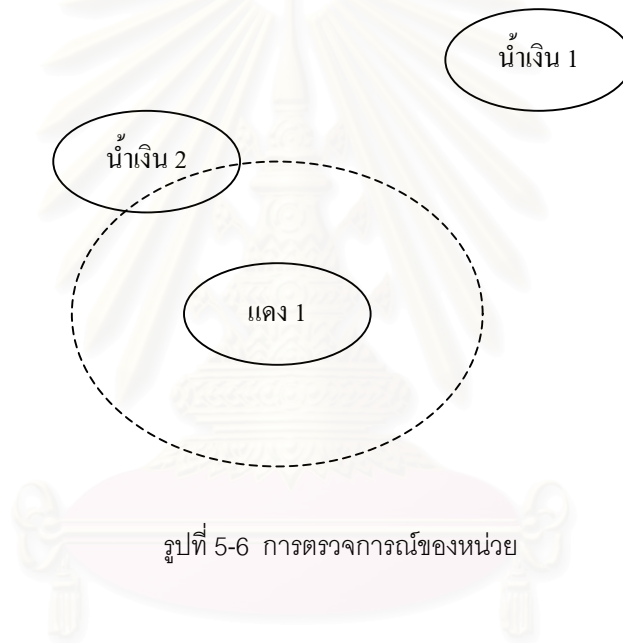 น้ำเงิน 1
น้ำเงิน 2
แดง 1
รูปที่ 5-6 การตรวจการณ์ของหน่วย